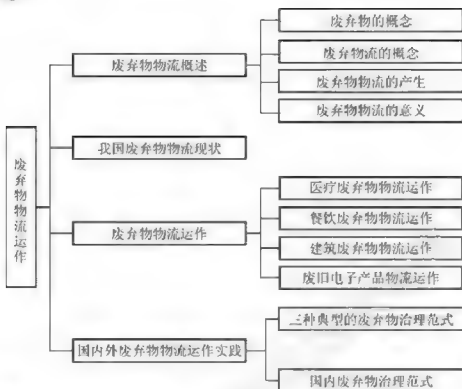 废弃物物流运作
废弃物物流概述
废弃物的概念
废弃物流的概念
废弃物物流的产生
废弃物物流的意义
我国废弃物物流现状
废弃物物流运作
医疗废弃物物流运作
餐饮废弃物物流运作
建筑废弃物物流运作
废旧电子产品物流运作
国内外废弃物物流运作实践
三种典型的废弃物治理范式
国内废弃物治理范式